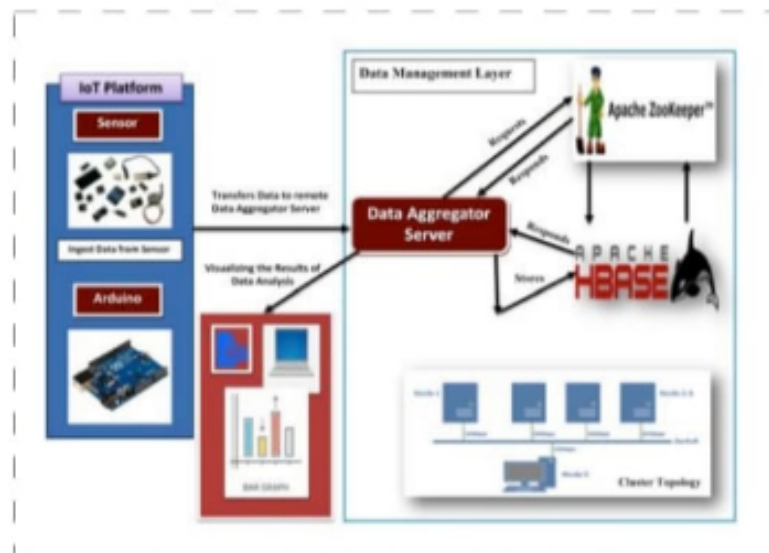 IoT Platform
Sensor
Ingest Data from Sensor
Arduino
Transfers Data to remote
Data Aggregator Server
Visualizing the Results of
Data Analysis
BAR GRAPH
Data Management Layer
Requests
Responds
Apache ZooKeeper™
Data Aggregator
Server
Responds
Stores
APACHE
HBASE
Cluster Topology